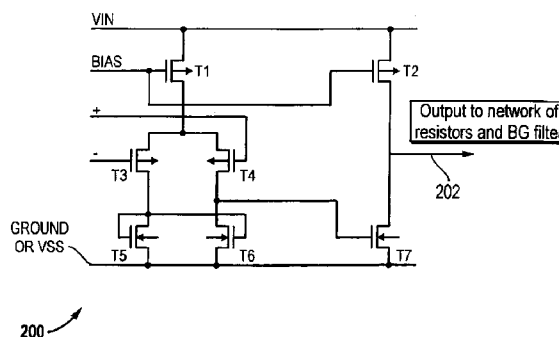 VIN
BIAS
T1
T2
+
Output to network of
resistors and BG filte
-
T3
T4
202
GROUND
OR VSS
T5
T6
T7
200